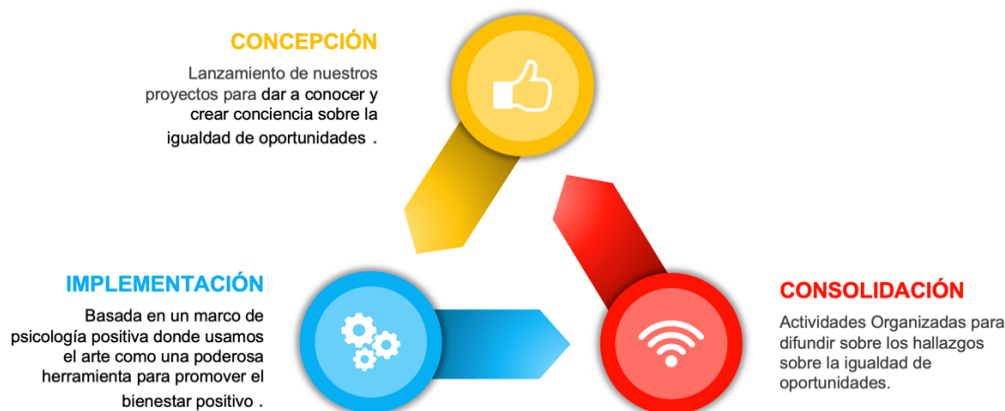 CONCEPCIÓN
Lanzamiento de nuestros
proyectos para dar a conocer y
crear conciencia sobre la
igualdad de oportunidades .
IMPLEMENTACIÓN
Basada en un marco de
psicología positiva donde usamos
el arte como una poderosa
herramienta para promover el
bienestar positivo .
CONSOLIDACIÓN
Actividades Organizadas para
difundir sobre los hallazgos
sobre la igualdad de
oportunidades.